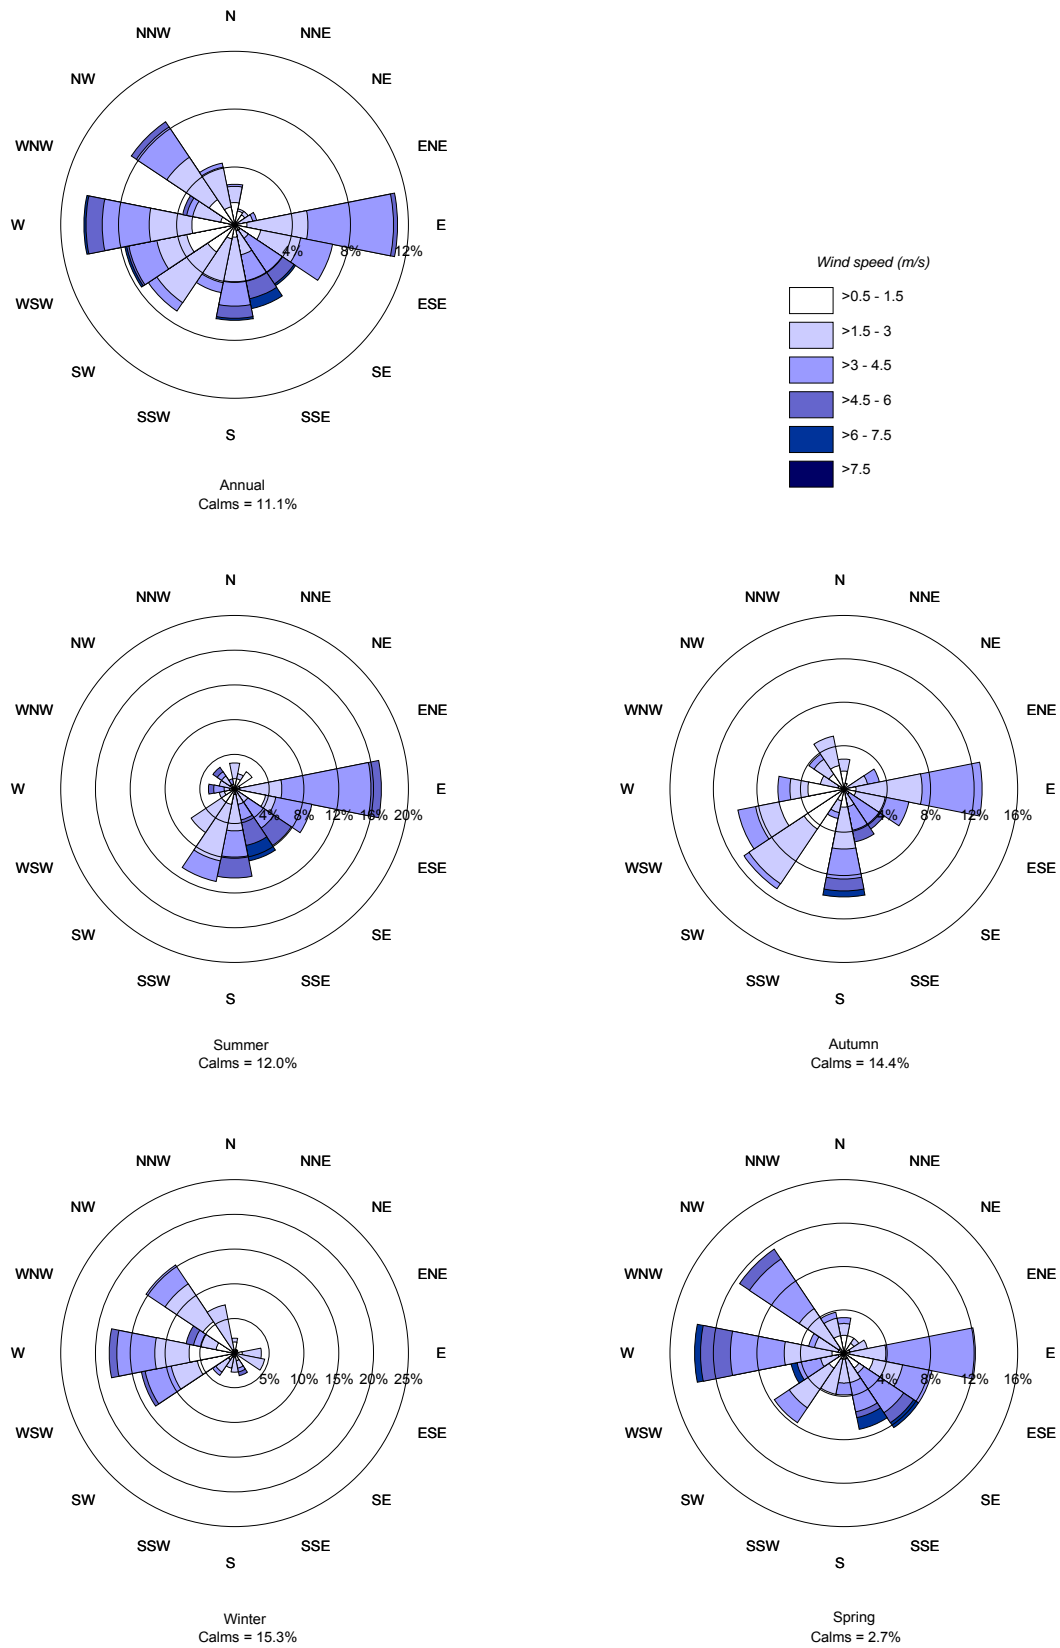 N
NNW
NNE
NW
NE
WNW
ENE
W
E
4%
8%
12%
WSW
ESE
SW
SE
SSW
SSE
S
Annual
Calms = 11.1%
Wind speed (m/s)
>0.5 - 1.5
>1.5 - 3
>3 - 4.5
>4.5 - 6
>6 - 7.5
>7.5
N
NNW
NNE
NW
NE
WNW
ENE
W
E
4%
8%
12%
16%
20%
WSW
ESE
SW
SE
SSW
SSE
S
Summer
Calms = 12.0%
N
NNW
NNE
NW
NE
WNW
ENE
W
E
4%
8%
12%
16%
WSW
ESE
SW
SE
SSW
SSE
S
Autumn
Calms = 14.4%
N
NNW
NNE
NW
NE
WNW
ENE
W
E
5%
10%
15%
20%
25%
WSW
ESE
SW
SE
SSW
SSE
S
Winter
Calms = 15.3%
N
NNW
NNE
NW
NE
WNW
ENE
W
E
4%
8%
12%
16%
WSW
ESE
SW
SE
SSW
SSE
S
Spring
Calms = 2.7%